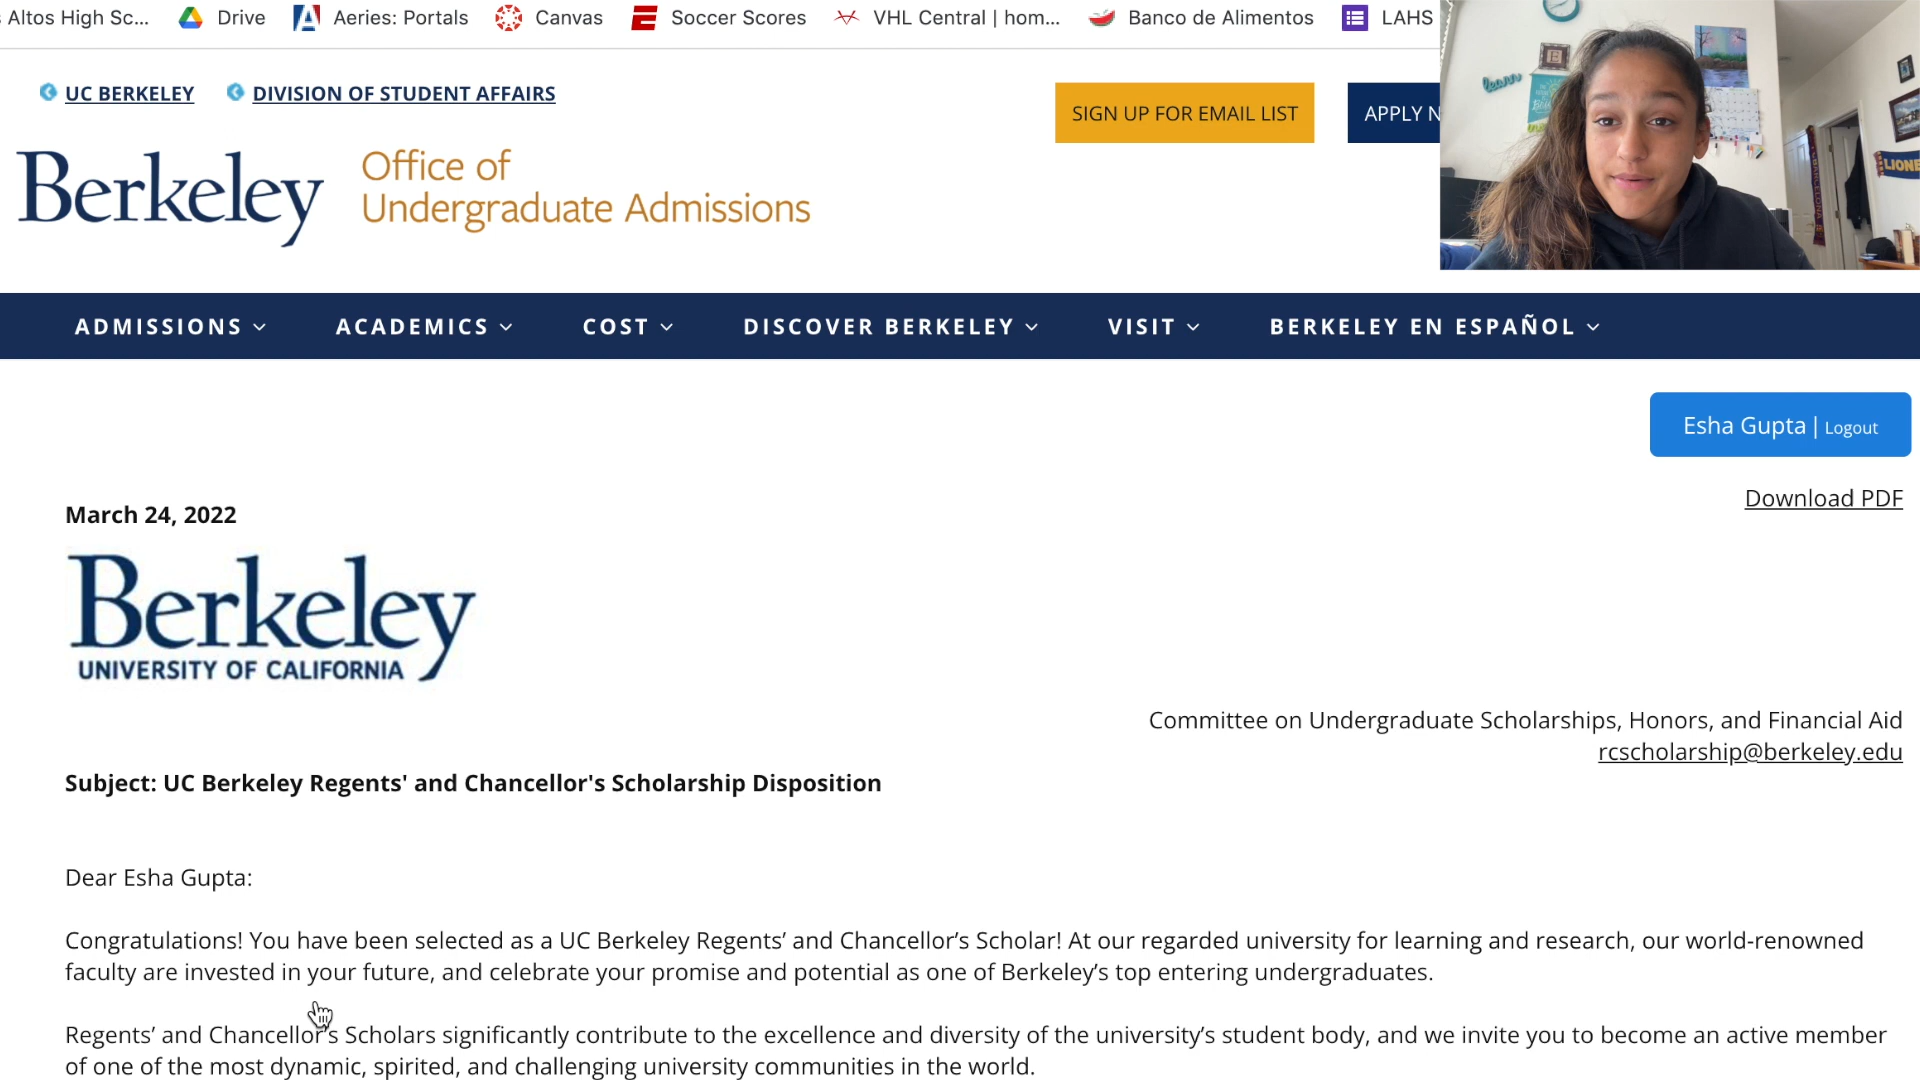 Altos High Sc...
Drive
Aeries: Portals
Canvas
Soccer Scores
VHL Central | hom...
Banco de Alimentos
LAHS
learn
LIONE
UC BERKELEY
DIVISION OF STUDENT AFFAIRS
SIGN UP FOR EMAIL LIST
APPLY N
Berkeley
Office of
Undergraduate Admissions
ADMISSIONS
ACADEMICS
COST
DISCOVER BERKELEY
VISIT
BERKELEY EN ESPAÑOL
Esha Gupta | Logout
Download PDF
March 24, 2022
Berkeley
UNIVERSITY OF CALIFORNIA
Committee on Undergraduate Scholarships, Honors, and Financial Aid
rcscholarship@berkeley.edu
Subject: UC Berkeley Regents' and Chancellor's Scholarship Disposition
Dear Esha Gupta:
Congratulations! You have been selected as a UC Berkeley Regents’ and Chancellor’s Scholar! At our regarded university for learning and research, our world-renowned
faculty are invested in your future, and celebrate your promise and potential as one of Berkeley’s top entering undergraduates.
Regents’ and Chancellor’s Scholars significantly contribute to the excellence and diversity of the university’s student body, and we invite you to become an active member
of one of the most dynamic, spirited, and challenging university communities in the world.